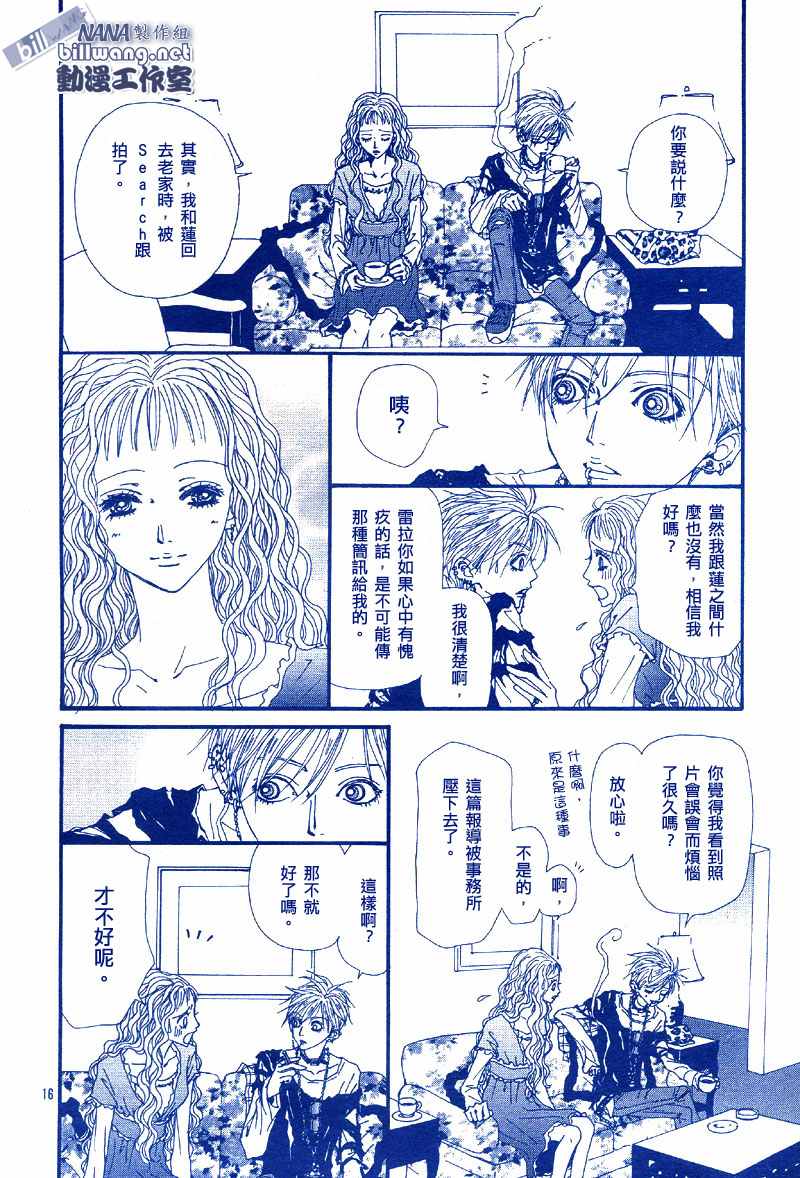 bill wang
NANA製作組
billwang.net
動漫工作室
你要說什麼？
其實，我和蓮回
去老家時，被
Search跟
拍了。
咦？
當然我跟蓮之間什
麼也沒有，相信我
好嗎？
我很清楚啊，
雷拉你如果心中有愧
疚的話，是不可能傳
那種簡訊給我的。
你覺得我看到照
片會誤會而煩惱
了很久嗎？
放心啦。
什麼啊，
原來是這種事
啊，
不是的，
這篇報導被事務所
壓下去了。
這樣啊？
那不就
好了嗎。
才不好呢。
16